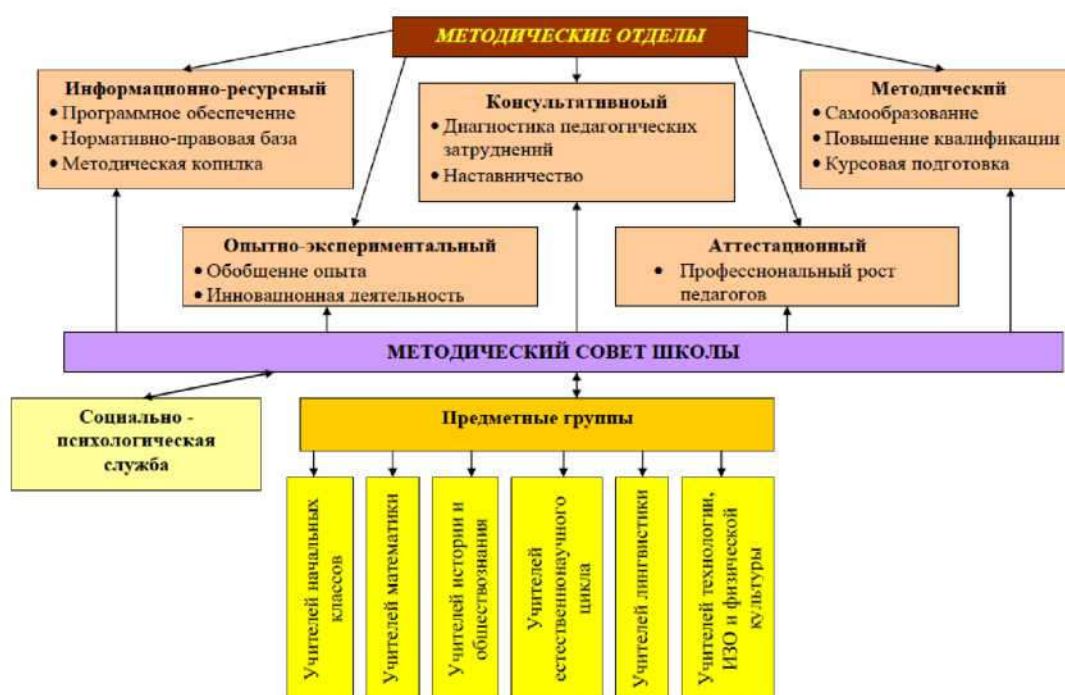 МЕТОДИЧЕСКИЕ ОТДЕЛЫ
Информационно-ресурсный
• Программное обеспечение
• Нормативно-правовая база
• Методическая копилка
Консультативноый
• Диагностика педагогических
затруднений
• Наставничество
Методический
• Самообразование
• Повышение квалификации
• Курсовая подготовка
Опытно-экспериментальный
• Обобщение опыта
• Инновационная деятельность
Аттестационный
• Профессиональный рост
педагогов
МЕТОДИЧЕСКИЙ СОВЕТ ШКОЛЫ
Социально -
психологическая
служба
Предметные группы
Учителей начальных
классов
Учителей математики
Учителей истории и
обществознания
Учителей
естественнонаучного
цикла
Учителей лингвистики
Учителей технологии,
ИЗО и физической
культуры